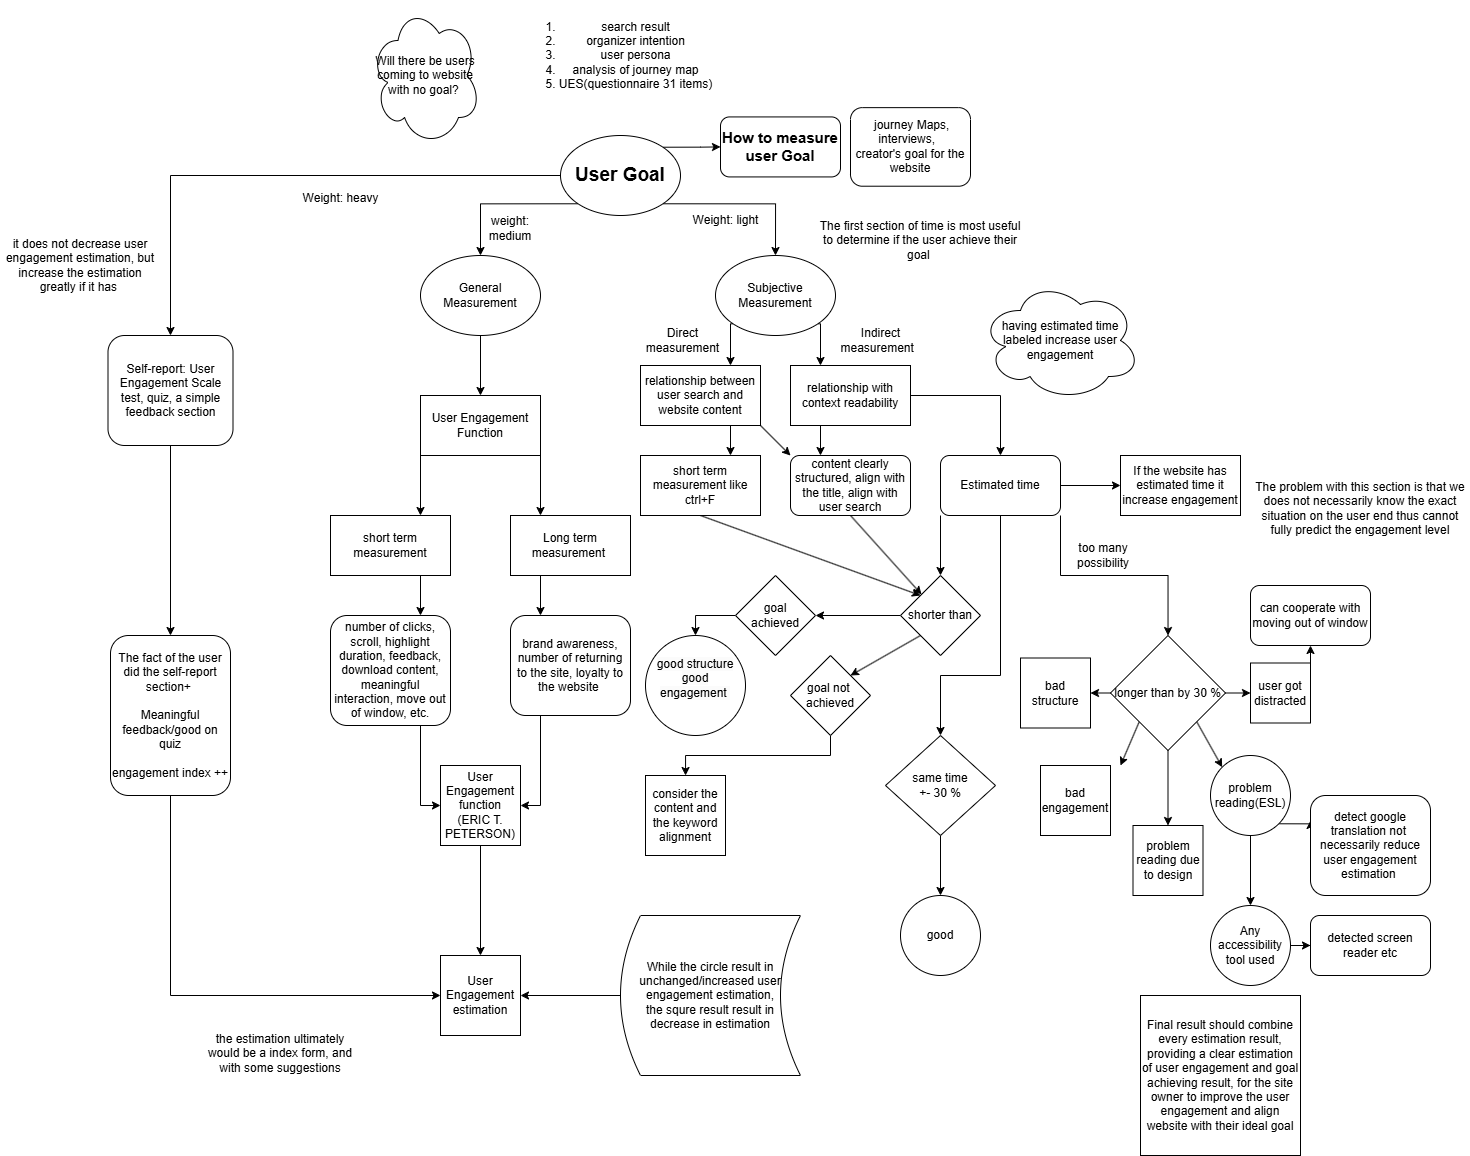 Will there be users
coming to website
with no goal?
1. search result
2. organizer intention
3. user persona
4. analysis of journey map
5. UES(questionnaire 31 items)
User Goal
How to measure
user Goal
journey Maps,
interviews,
creator's goal for the
website
Weight: heavy
weight:
medium
Weight: light
The first section of time is most useful
to determine if the user achieve their
goal
it does not decrease user
engagement estimation, but
increase the estimation
greatly if it has
General
Measurement
Subjective
Measurement
having estimated time
labeled increase user
engagement
Direct
measurement
Indirect
measurement
Self-report: User
Engagement Scale
test, quiz, a simple
feedback section
User Engagement
Function
relationship between
user search and
website content
relationship with
context readability
short term
measurement like
ctrl+F
content clearly
structured, align with
the title, align with
user search
Estimated time
If the website has
estimated time it
increase engagement
The problem with this section is that we
does not necessarily know the exact
situation on the user end thus cannot
fully predict the engagement level
short term
measurement
Long term
measurement
too many
possibility
number of clicks,
scroll, highlight
duration, feedback,
download content,
meaningful
interaction, move out
of window, etc.
brand awareness,
number of returning
to the site, loyalty to
the website
goal
achieved
shorter than
can cooperate with
moving out of window
good structure
good
engagement
goal not
achieved
bad
structure
longer than by 30 %
user got
distracted
The fact of the user
did the self-report
section+
Meaningful
feedback/good on
quiz
engagement index ++
User
Engagement
function
(ERIC T.
PETERSON)
consider the
content and
the keyword
alignment
same time
+- 30 %
bad
engagement
problem
reading due
to design
problem
reading(ESL)
detect google
translation not
necessarily reduce
user engagement
estimation
good
Any
accessibility
tool used
detected screen
reader etc
User
Engagement
estimation
While the circle result in
unchanged/increased user
engagement estimation,
the squre result result in
decrease in estimation
the estimation ultimately
would be a index form, and
with some suggestions
Final result should combine
every estimation result,
providing a clear estimation
of user engagement and goal
achieving result, for the site
owner to improve the user
engagement and align
website with their ideal goal